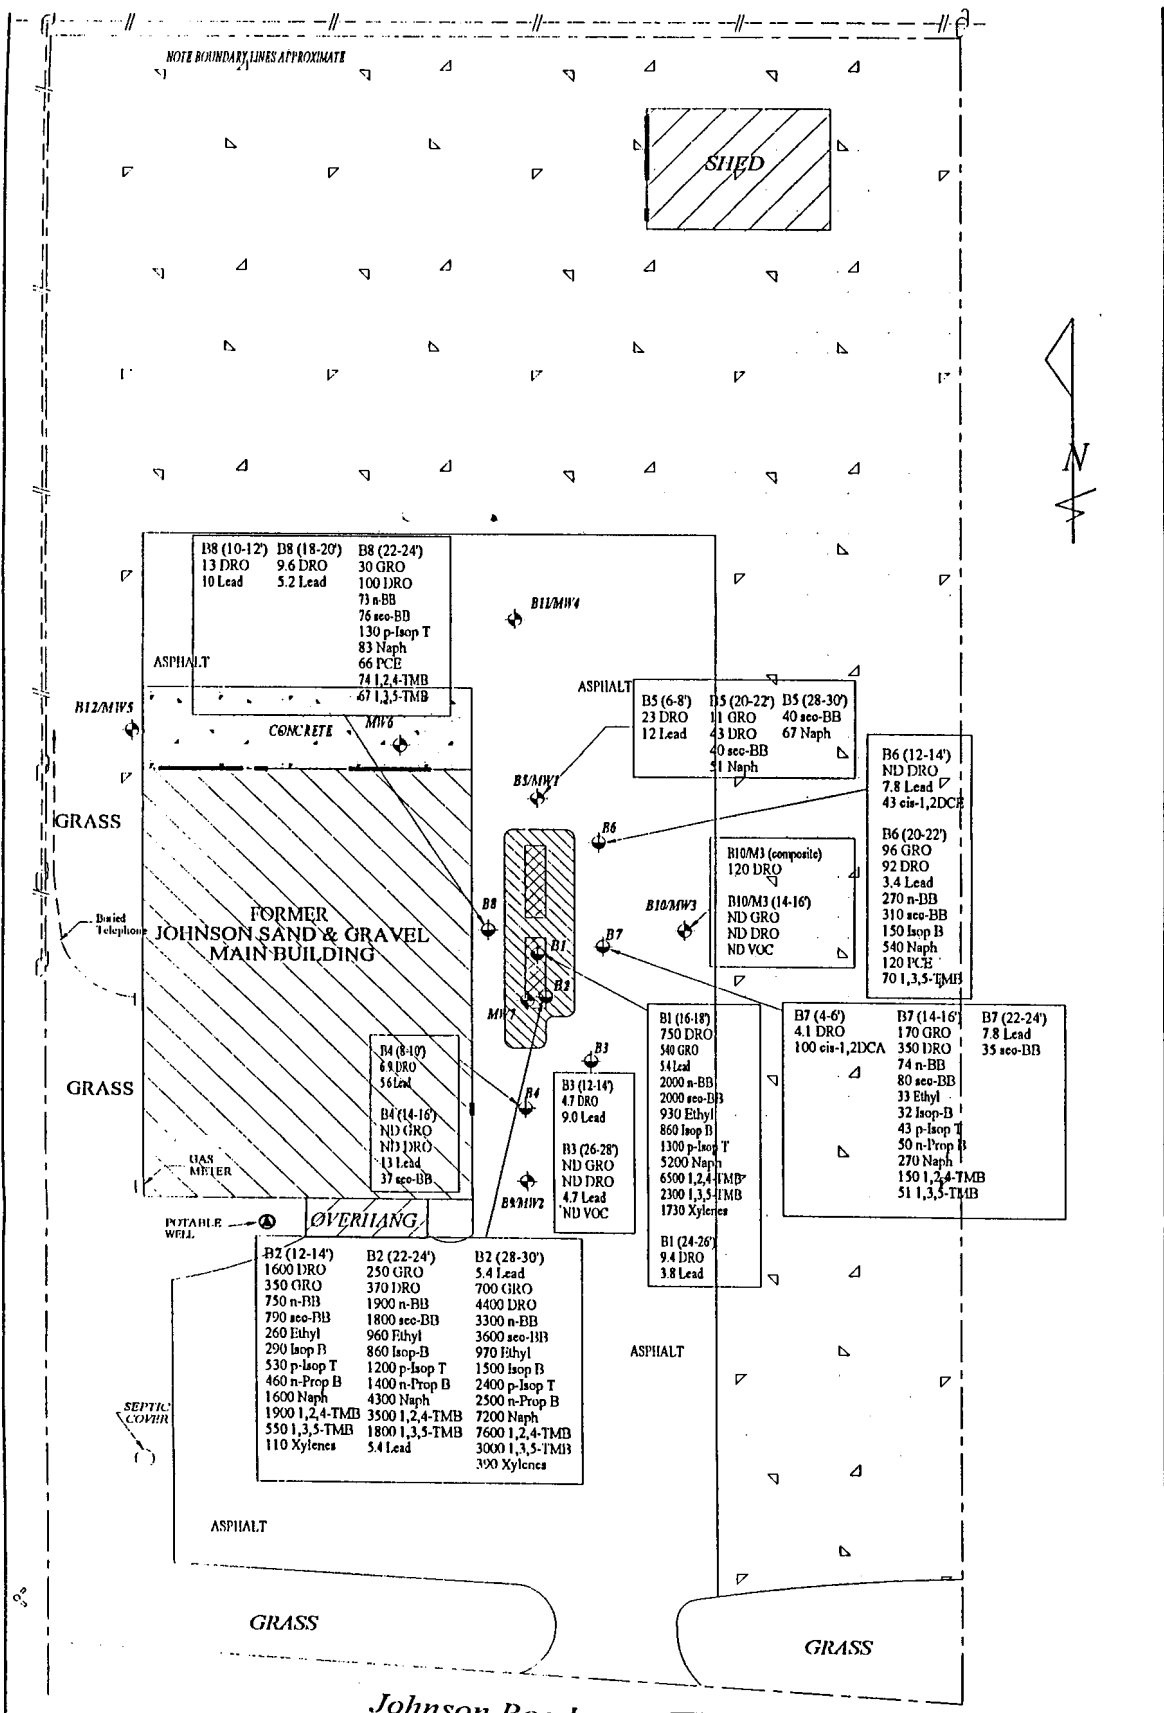 NOTE BOUNDARY LINES APPROXIMATE
SHED
N
B8 (10-12')
13 DRO
10 Lead
B8 (18-20')
9.6 DRO
5.2 Lead
B8 (22-24')
30 GRO
100 DRO
73 n-BB
76 sec-BB
130 p-Isop T
83 Naph
66 PCE
74 1,2,4-TMB
67 1,3,5-TMB
B11/MW4
ASPHALT
ASPHALT
B12/MW5
CONCRETE
MW6
B5 (6-8')
23 DRO
12 Lead
B5 (20-22')
11 GRO
43 DRO
40 sec-BB
51 Naph
B5 (28-30')
40 sec-BB
67 Naph
B5/MW1
B6 (12-14')
ND DRO
7.8 Lead
43 cis-1,2DCE
B6 (20-22')
96 GRO
92 DRO
3.4 Lead
270 n-BB
310 sec-BB
150 Isop B
540 Naph
120 PCE
70 1,3,5-TMB
GRASS
B6
B10/M3 (composite)
120 DRO
B10/M3 (14-16')
ND GRO
ND DRO
ND VOC
Buried
Telephone
FORMER
JOHNSON SAND & GRAVEL
MAIN BUILDING
B8
B10/MW3
B1
B7
B2
MW7
B1 (16-18')
750 DRO
540 GRO
5.4 Lead
2000 n-BB
2000 sec-BB
930 Ethyl
860 Isop B
1300 p-Isop T
5200 Naph
6500 1,2,4-TMB
2300 1,3,5-TMB
1730 Xylenes
B1 (24-26')
9.4 DRO
3.8 Lead
B7 (4-6')
4.1 DRO
100 cis-1,2DCA
B7 (14-16')
170 GRO
350 DRO
74 n-BB
80 sec-BB
33 Ethyl
32 Isop-B
43 p-Isop T
50 n-Prop B
270 Naph
150 1,2,4-TMB
51 1,3,5-TMB
B7 (22-24')
7.8 Lead
35 sec-BB
B4 (8-10')
6.9 DRO
5.6 Lead
B4 (14-16')
ND GRO
ND DRO
13 Lead
37 sec-BB
B3
GRASS
B4
B3 (12-14')
4.7 DRO
9.0 Lead
B3 (26-28')
ND GRO
ND DRO
4.7 Lead
ND VOC
GAS
METER
B9/MW2
POTABLE
WELL
OVERHANG
B2 (12-14')
1600 DRO
350 GRO
750 n-BB
790 sec-BB
260 Ethyl
290 Isop B
530 p-Isop T
460 n-Prop B
1600 Naph
1900 1,2,4-TMB
550 1,3,5-TMB
110 Xylenes
B2 (22-24')
250 GRO
370 DRO
1900 n-BB
1800 sec-BB
960 Ethyl
860 Isop-B
1200 p-Isop T
1400 n-Prop B
4300 Naph
3500 1,2,4-TMB
1800 1,3,5-TMB
5.4 Lead
B2 (28-30')
5.4 Lead
700 GRO
4400 DRO
3300 n-BB
3600 sec-BB
970 Ethyl
1500 Isop B
2400 p-Isop T
2500 n-Prop B
7200 Naph
7600 1,2,4-TMB
3000 1,3,5-TMB
390 Xylenes
ASPHALT
SEPTIC
COVER
ASPHALT
GRASS
GRASS
Johnson Road